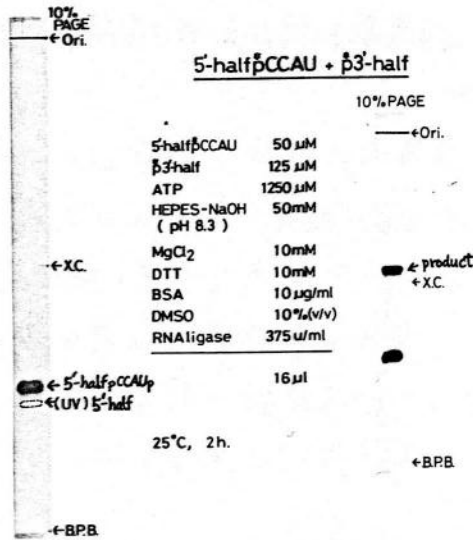 10%
PAGE
←Ori.
←X.C.
←5'-halfpCCAUp
←(UV) 5'-half
←B.P.B.
5'-halfp̊CCAU + p̊3'-half
5'-halfp̊CCAU 50 μM
p̊3'-half 125 μM
ATP 1250 μM
HEPES-NaOH 50mM
( pH 8.3 )
MgCl₂ 10mM
DTT 10mM
BSA 10 μg/ml
DMSO 10%(v/v)
RNAligase 375 u/ml
16 μl
25°C, 2h.
10% PAGE
←Ori.
←product
←X.C.
←B.P.B.